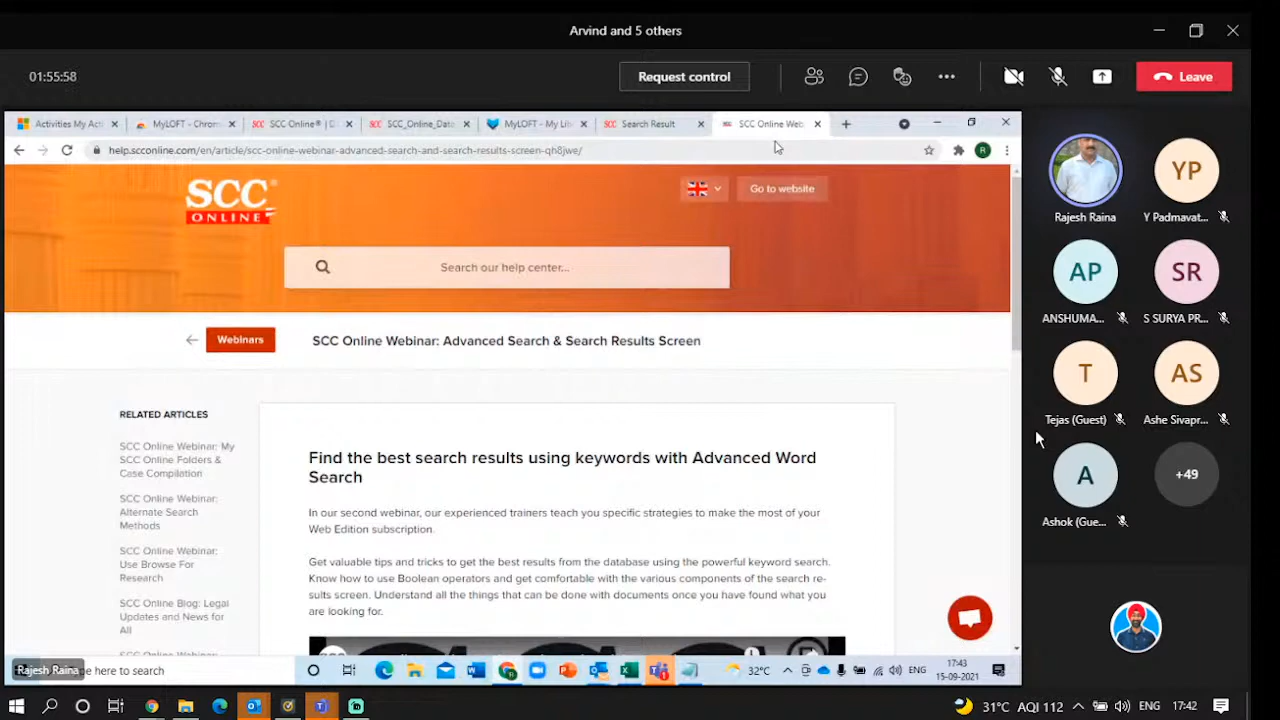 Arvind and 5 others
01:55:58
Request control
Leave
Activities My Acti
MyLOFT - Chrom
SCC Online® | D
SCC_Online_Data
MyLOFT - My Lib
Search Result
SCC Online Web
help.scconline.com/en/article/scc-online-webinar-advanced-search-and-search-results-screen-qh8jwe/
R
SCC
ONLINE
Go to website
Search our help center...
Webinars
SCC Online Webinar: Advanced Search & Search Results Screen
RELATED ARTICLES
SCC Online Webinar: My
SCC Online Folders &
Case Compilation
SCC Online Webinar:
Alternate Search
Methods
SCC Online Webinar:
Use Browse For
Research
SCC Online Blog: Legal
Updates and News for
All
SCC Online Webinar:
Find the best search results using keywords with Advanced Word
Search
In our second webinar, our experienced trainers teach you specific strategies to make the most of your
Web Edition subscription.
Get valuable tips and tricks to get the best results from the database using the powerful keyword search.
Know how to use Boolean operators and get comfortable with the various components of the search re-
sults screen. Understand all the things that can be done with documents once you have found what you
are looking for.
Rajesh Raina
YP
Y Padmavat...
AP
ANSHUMA...
SR
S SURYA PR...
T
Tejas (Guest)
AS
Ashe Sivapr...
A
Ashok (Gue...
+49
Rajesh Raina
here to search
32°C
ENG
17:43
15-09-2021
31°C AQI 112
ENG
17:42